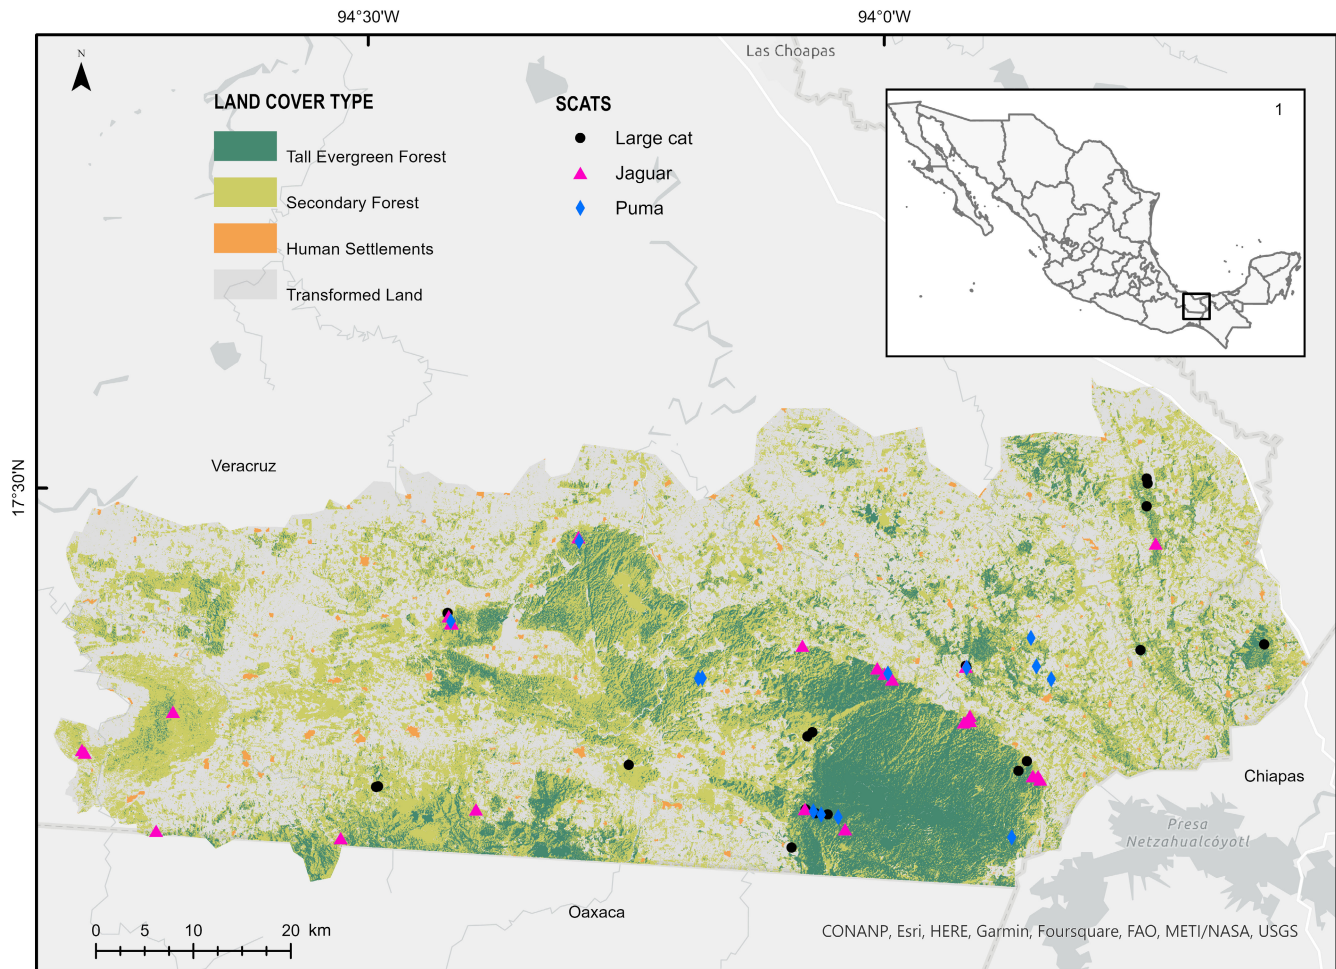 94°30'W
94°0'W
Las Choapas
N
LAND COVER TYPE
SCATS
1
Large cat
Tall Evergreen Forest
Jaguar
Secondary Forest
Puma
Human Settlements
Transformed Land
Veracruz
17°30'N
Chiapas
Presa
Netzahualcóyotl
Oaxaca
0 5 10 20 km
CONANP, Esri, HERE, Garmin, Foursquare, FAO, METI/NASA, USGS